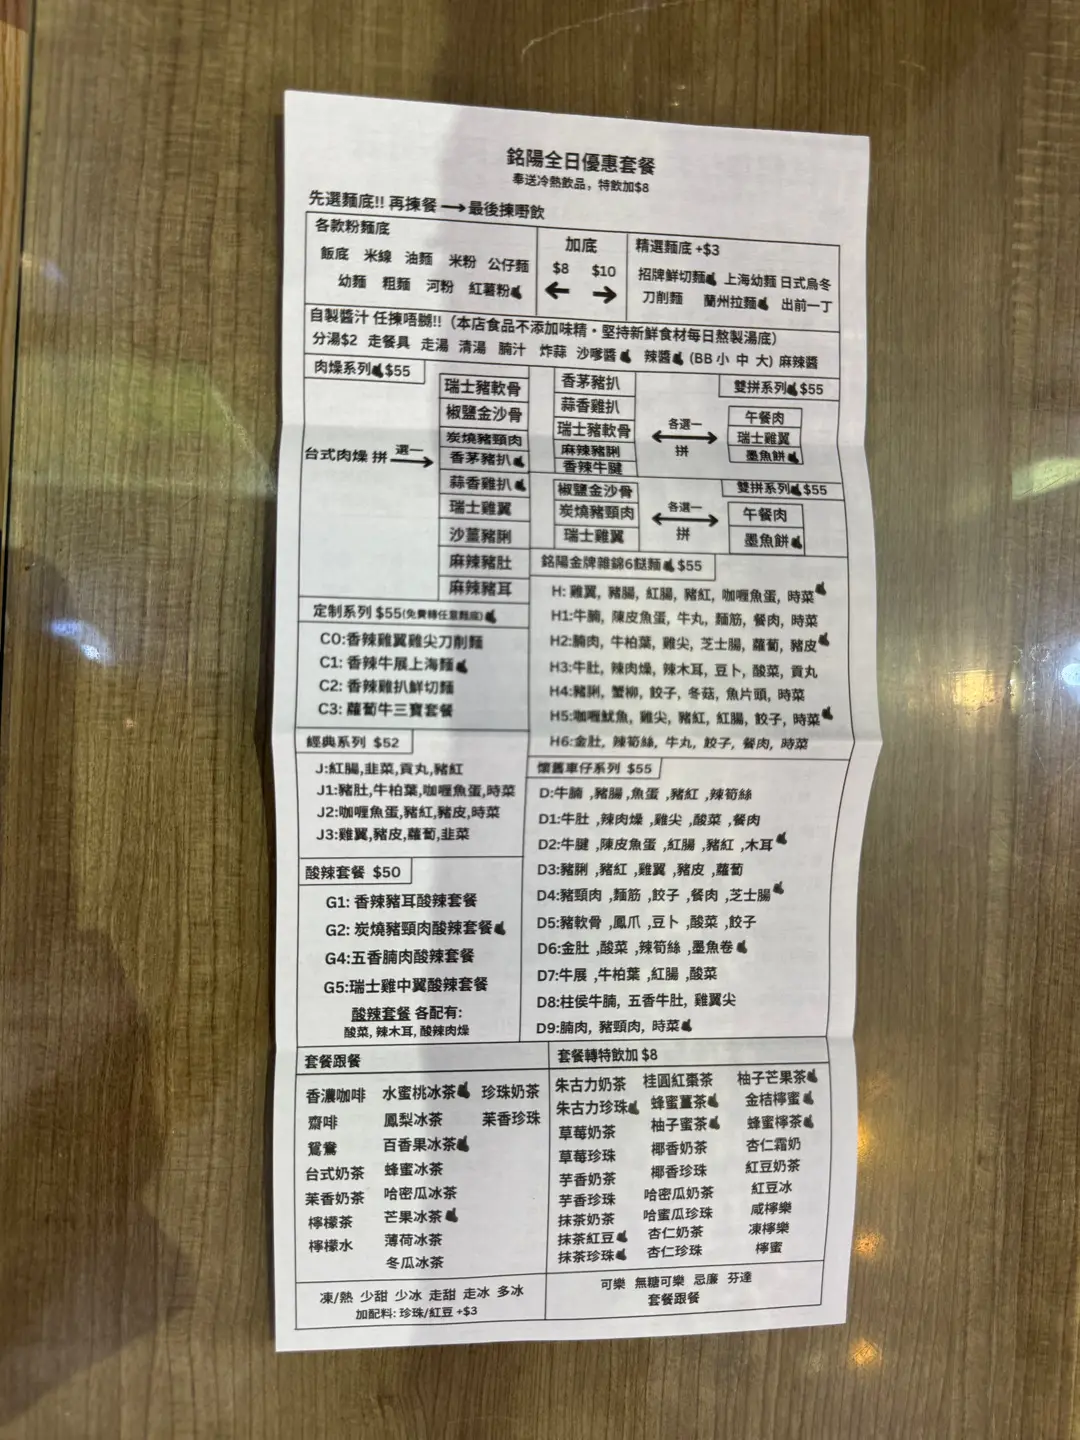 銘陽全日優惠套餐
奉送冷熱飲品，特飲加$8
先選麵底!! 再揀餐 → 最後揀嘢飲
各款粉麵底
飯底 米線 油麵 米粉 公仔麵
幼麵 粗麵 河粉 紅薯粉
加底
$8 $10
← →
精選麵底 +$3
招牌鮮切麵 上海幼麵 日式烏冬
刀削麵 蘭州拉麵 出前一丁
自製醬汁 任揀唔嬲!!（本店食品不添加味精・堅持新鮮食材每日熬製湯底）
分湯$2 走餐具 走湯 清湯 腩汁 炸蒜 沙嗲醬 辣醬 (BB 小 中 大) 麻辣醬
肉燥系列 $55
台式肉燥 拼 選一 →
瑞士豬軟骨
椒鹽金沙骨
炭燒豬頸肉
香茅豬扒
蒜香雞扒
瑞士雞翼
沙薑豬脷
麻辣豬肚
麻辣豬耳
雙拼系列 $55
香茅豬扒
蒜香雞扒
瑞士豬軟骨
麻辣豬脷
香辣牛腱
各選一
拼
午餐肉
瑞士雞翼
墨魚餅
雙拼系列 $55
椒鹽金沙骨
炭燒豬頸肉
瑞士雞翼
各選一
拼
午餐肉
墨魚餅
定制系列 $55(免費轉任意麵底)
C0:香辣雞翼雞尖刀削麵
C1: 香辣牛展上海麵
C2: 香辣雞扒鮮切麵
C3: 蘿蔔牛三寶套餐
經典系列 $52
J:紅腸,韭菜,貢丸,豬紅
J1:豬肚,牛柏葉,咖喱魚蛋,時菜
J2:咖喱魚蛋,豬紅,豬皮,時菜
J3:雞翼,豬皮,蘿蔔,韭菜
酸辣套餐 $50
G1: 香辣豬耳酸辣套餐
G2: 炭燒豬頸肉酸辣套餐
G4:五香腩肉酸辣套餐
G5:瑞士雞中翼酸辣套餐
酸辣套餐 各配有:
酸菜, 辣木耳, 酸辣肉燥
銘陽金牌雜錦6餸麵 $55
H: 雞翼, 豬腸, 紅腸, 豬紅, 咖喱魚蛋, 時菜
H1:牛腩, 陳皮魚蛋, 牛丸, 麵筋, 餐肉, 時菜
H2:腩肉, 牛柏葉, 雞尖, 芝士腸, 蘿蔔, 豬皮
H3:牛肚, 辣肉燥, 辣木耳, 豆卜, 酸菜, 貢丸
H4:豬脷, 蟹柳, 餃子, 冬菇, 魚片頭, 時菜
H5:咖喱魷魚, 雞尖, 豬紅, 紅腸, 餃子, 時菜
H6:金肚, 辣筍絲, 牛丸, 餃子, 餐肉, 時菜
懷舊車仔系列 $55
D:牛腩 ,豬腸 ,魚蛋 ,豬紅 ,辣筍絲
D1:牛肚 ,辣肉燥 ,雞尖 ,酸菜 ,餐肉
D2:牛腱 ,陳皮魚蛋 ,紅腸 ,豬紅 ,木耳
D3:豬脷 ,豬紅 ,雞翼 ,豬皮 ,蘿蔔
D4:豬頸肉 ,麵筋 ,餃子 ,餐肉 ,芝士腸
D5:豬軟骨 ,鳳爪 ,豆卜 ,酸菜 ,餃子
D6:金肚 ,酸菜 ,辣筍絲 ,墨魚卷
D7:牛展 ,牛柏葉 ,紅腸 ,酸菜
D8:柱侯牛腩, 五香牛肚, 雞翼尖
D9:腩肉, 豬頸肉, 時菜
套餐跟餐
香濃咖啡 水蜜桃冰茶 珍珠奶茶
齋啡 鳳梨冰茶 茉香珍珠
鴛鴦 百香果冰茶
台式奶茶 蜂蜜冰茶
茉香奶茶 哈密瓜冰茶
檸檬茶 芒果冰茶
檸檬水 薄荷冰茶
冬瓜冰茶
凍/熱 少甜 少冰 走甜 走冰 多冰
加配料: 珍珠/紅豆 +$3
套餐轉特飲加 $8
朱古力奶茶 桂圓紅棗茶 柚子芒果茶
朱古力珍珠 蜂蜜薑茶 金桔檸蜜
草莓奶茶 柚子蜜茶 蜂蜜檸茶
草莓珍珠 椰香奶茶 杏仁霜奶
芋香奶茶 椰香珍珠 紅豆奶茶
芋香珍珠 哈密瓜奶茶 紅豆冰
抹茶奶茶 哈蜜瓜珍珠 咸檸樂
抹茶紅豆 杏仁奶茶 凍檸樂
抹茶珍珠 杏仁珍珠 檸蜜
可樂 無糖可樂 忌廉 芬達
套餐跟餐